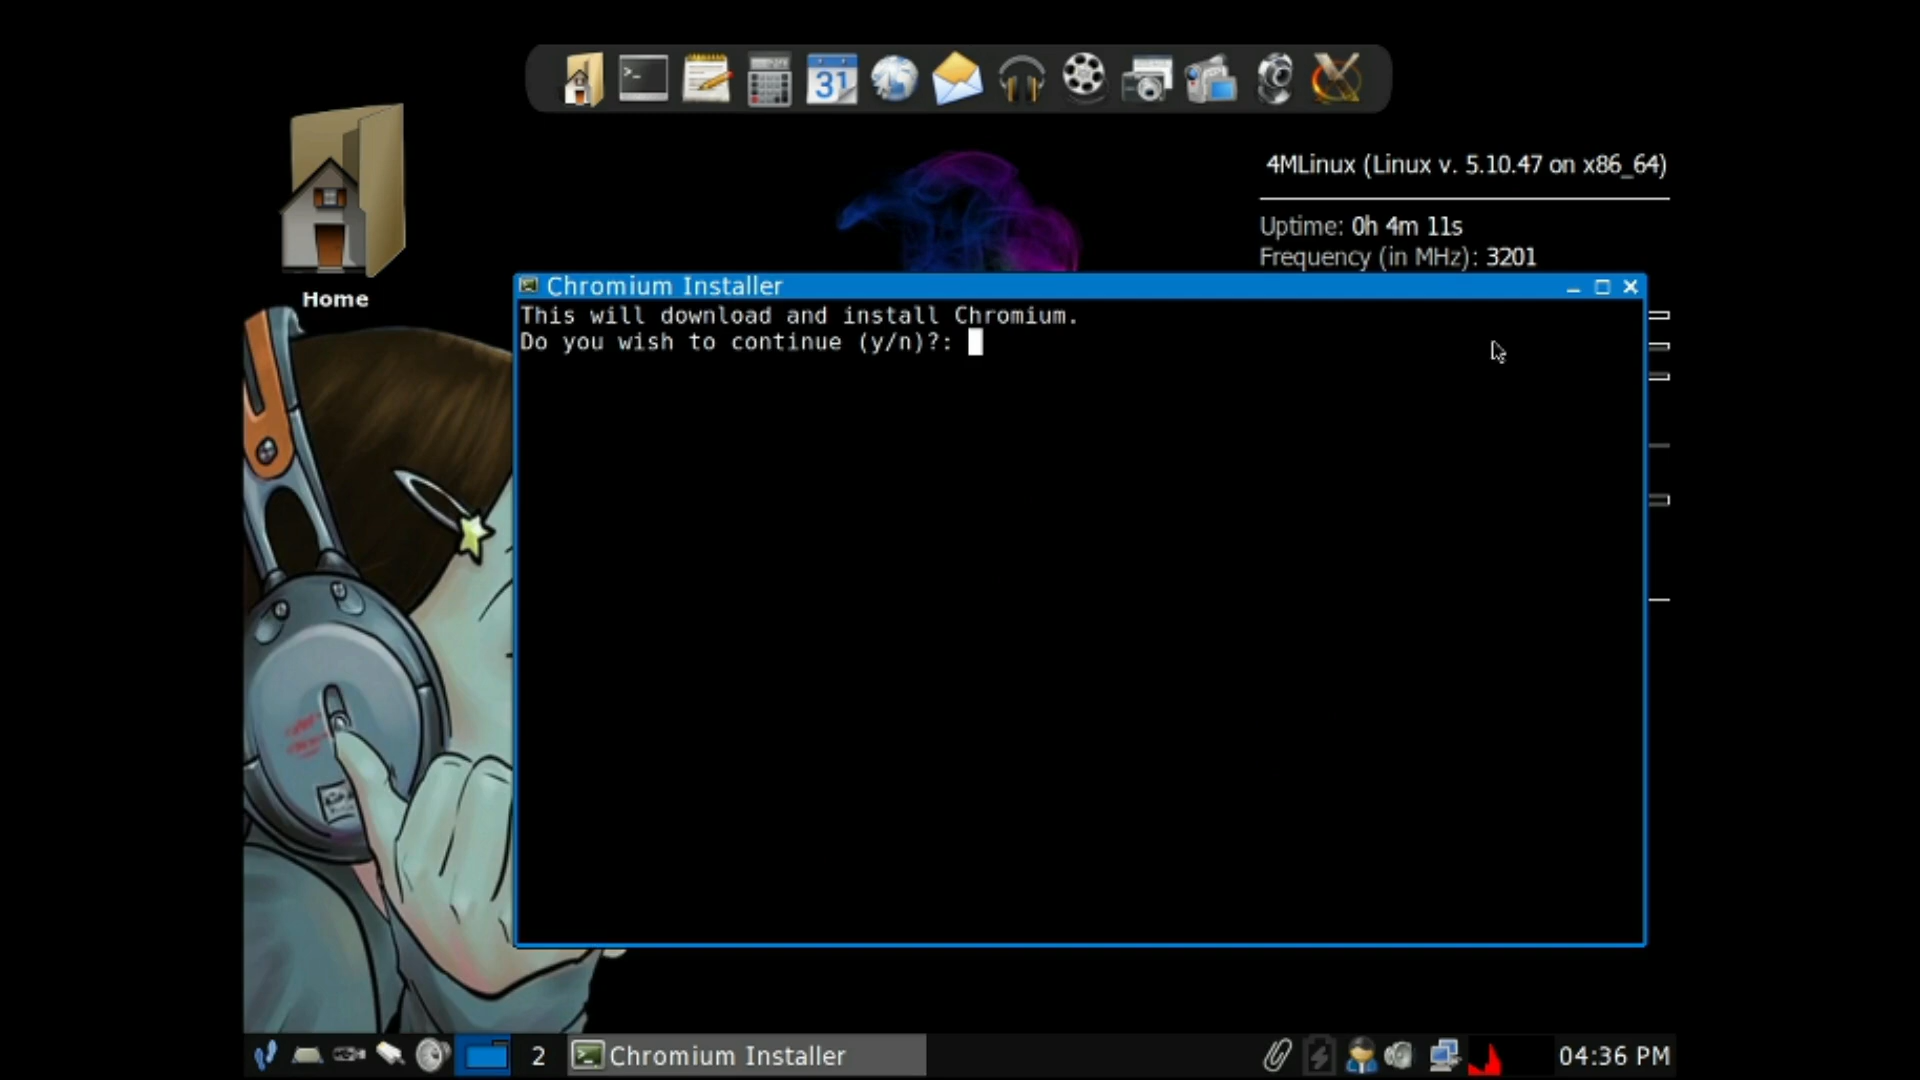 31
4MLinux (Linux v. 5.10.47 on x86_64)
Uptime: 0h 4m 11s
Frequency (in MHz): 3201
Home
Chromium Installer
This will download and install Chromium.
Do you wish to continue (y/n)?:
2
Chromium Installer
04:36 PM